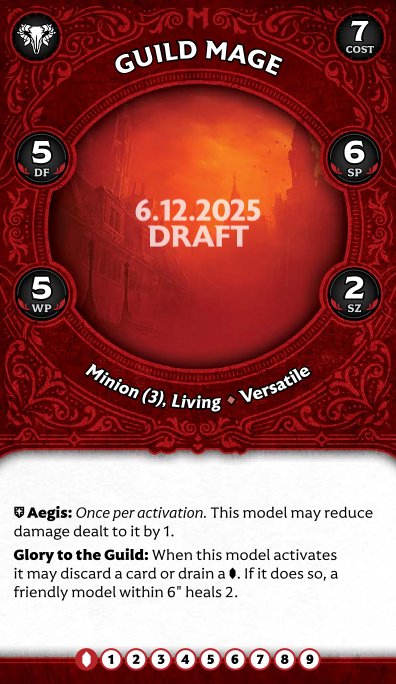 GUILD MAGE
7
COST
5
DF
6
SP
6.12.2025
DRAFT
5
WP
2
SZ
Minion (3), Living ♦ Versatile
Aegis: Once per activation. This model may reduce
damage dealt to it by 1.
Glory to the Guild: When this model activates
it may discard a card or drain a ⬮. If it does so, a
friendly model within 6" heals 2.
1 2 3 4 5 6 7 8 9